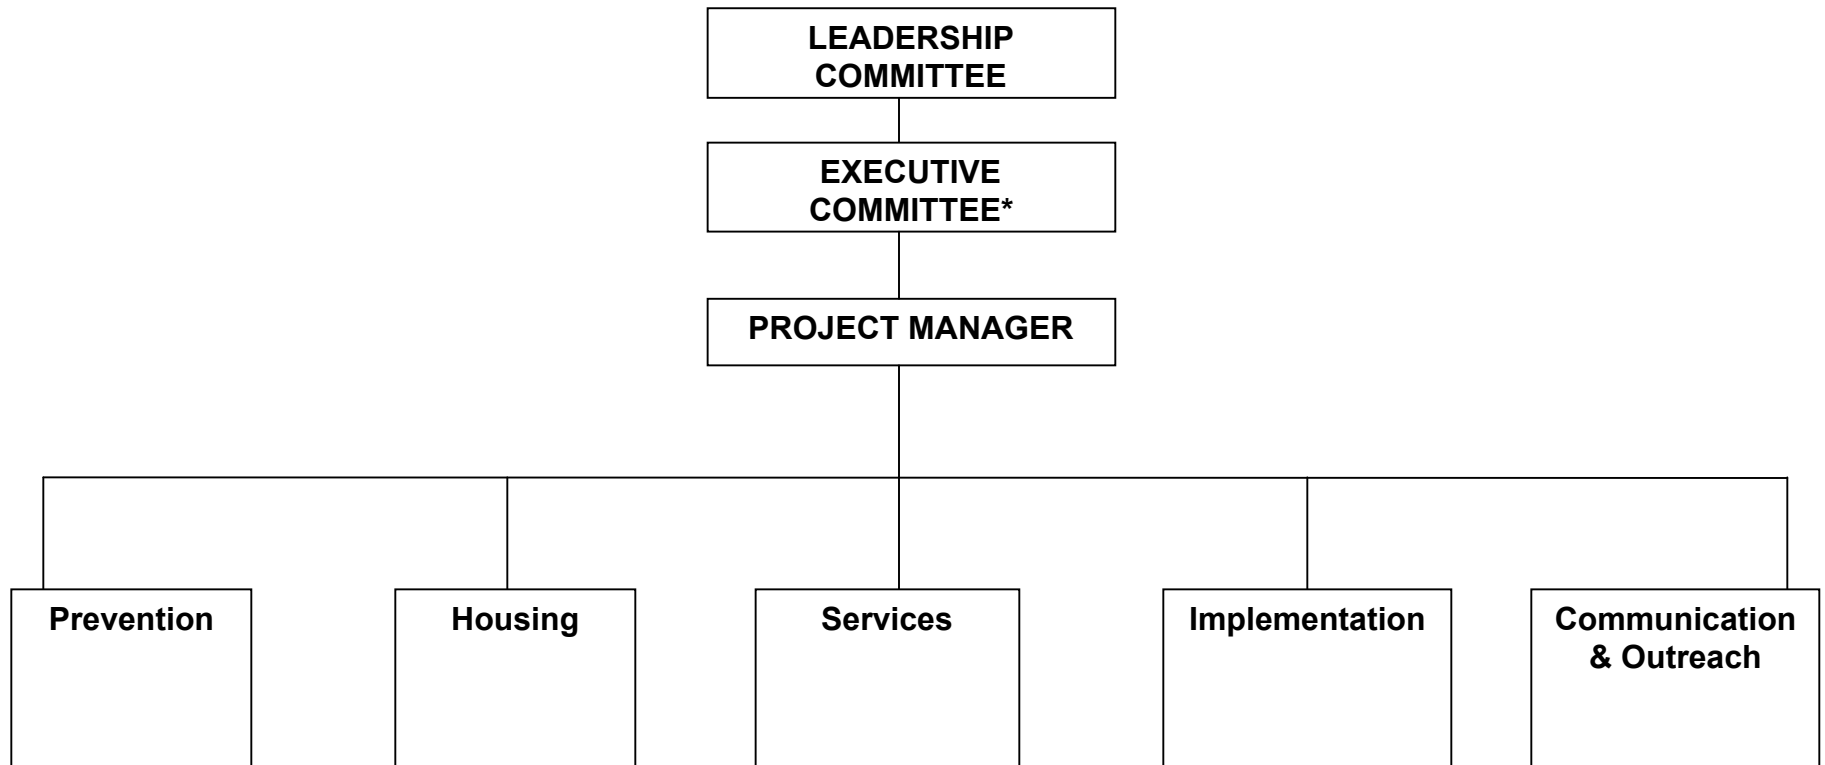 LEADERSHIP
COMMITTEE
EXECUTIVE
COMMITTEE*
PROJECT MANAGER
Prevention
Housing
Services
Implementation
Communication
& Outreach